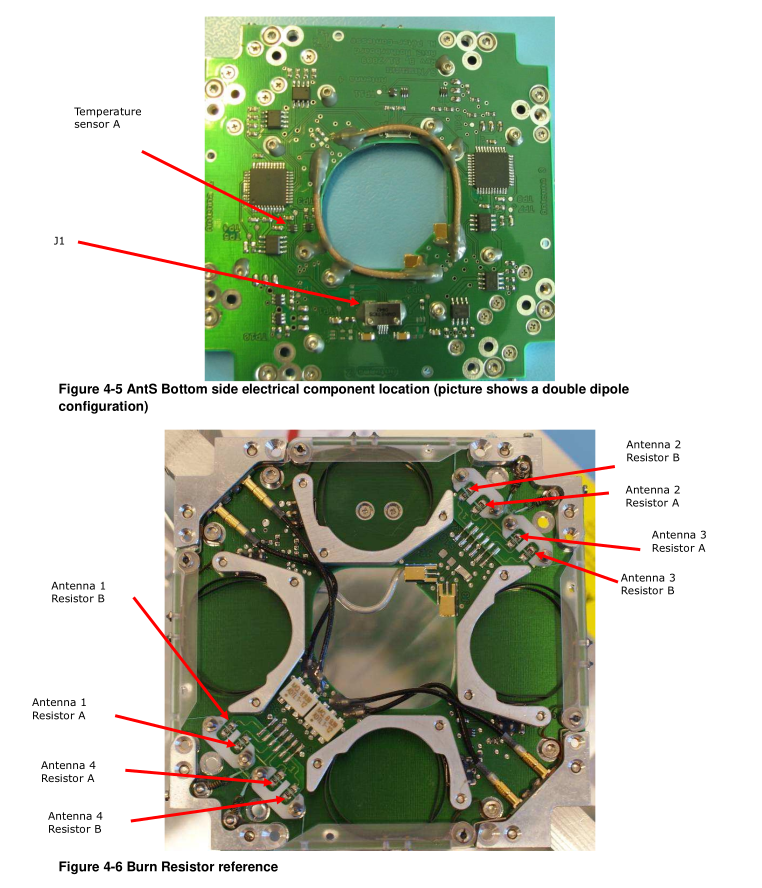 Temperature
sensor A
J1
Figure 4-5 AntS Bottom side electrical component location (picture shows a double dipole
configuration)
Antenna 2
Resistor B
Antenna 2
Resistor A
Antenna 3
Resistor A
Antenna 3
Resistor B
Antenna 1
Resistor B
Antenna 1
Resistor A
Antenna 4
Resistor A
Antenna 4
Resistor B
Figure 4-6 Burn Resistor reference